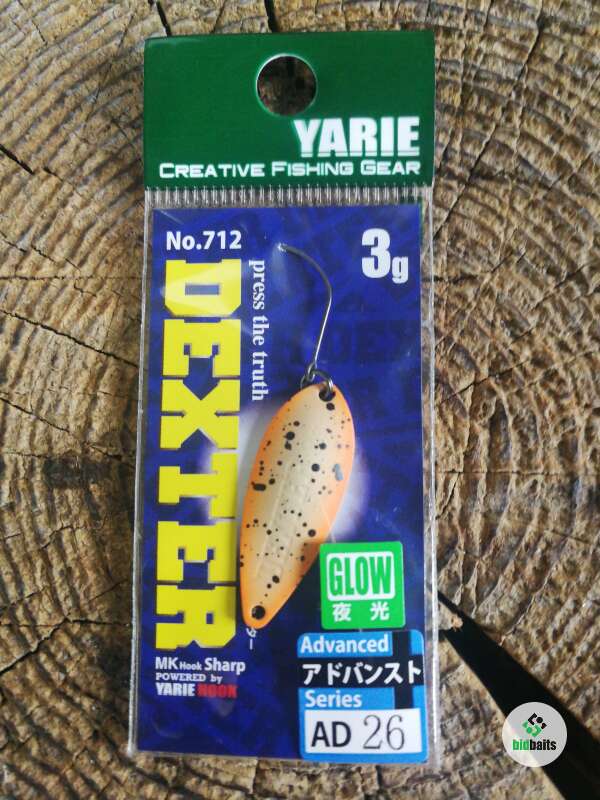 YARIE
CREATIVE FISHING GEAR
No.712
3g
DEXTER
press the truth
GLOW
夜光
Advanced
アドバンスト
Series
AD 26
MK Hook Sharp
POWERED by
YARIE HOOK
bidbaits